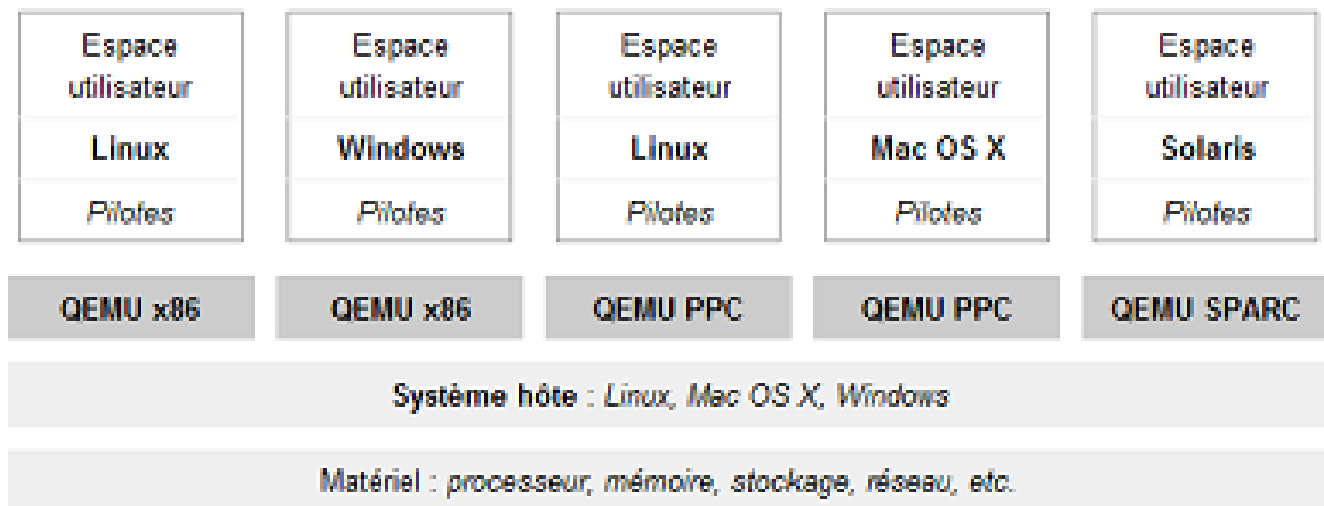 Espace utilisateur
Linux
Pilotes
QEMU x86
Espace utilisateur
Windows
Pilotes
QEMU x86
Espace utilisateur
Linux
Pilotes
QEMU PPC
Espace utilisateur
Mac OS X
Pilotes
QEMU PPC
Espace utilisateur
Solaris
Pilotes
QEMU SPARC
Système hôte : Linux, Mac OS X, Windows
Matériel : processeur, mémoire, stockage, réseau, etc.